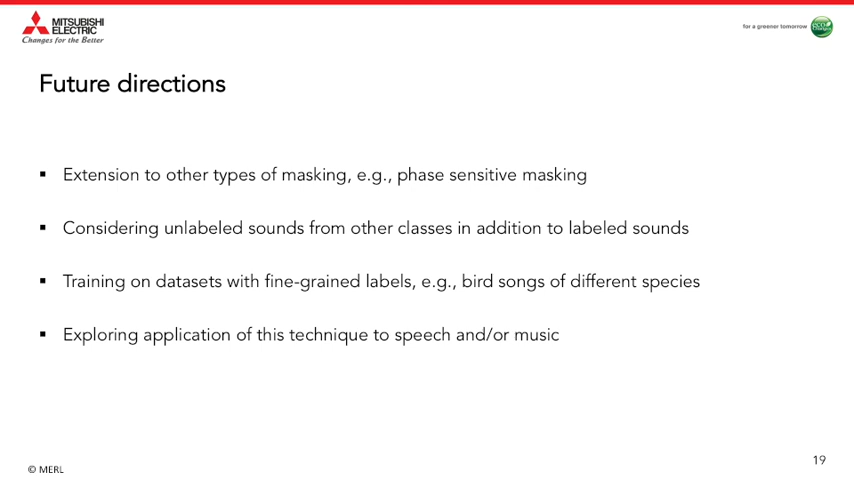 MITSUBISHI
ELECTRIC
Changes for the Better
for a greener tomorrow
eco
Changes
Future directions
▪ Extension to other types of masking, e.g., phase sensitive masking
▪ Considering unlabeled sounds from other classes in addition to labeled sounds
▪ Training on datasets with fine-grained labels, e.g., bird songs of different species
▪ Exploring application of this technique to speech and/or music
© MERL
19